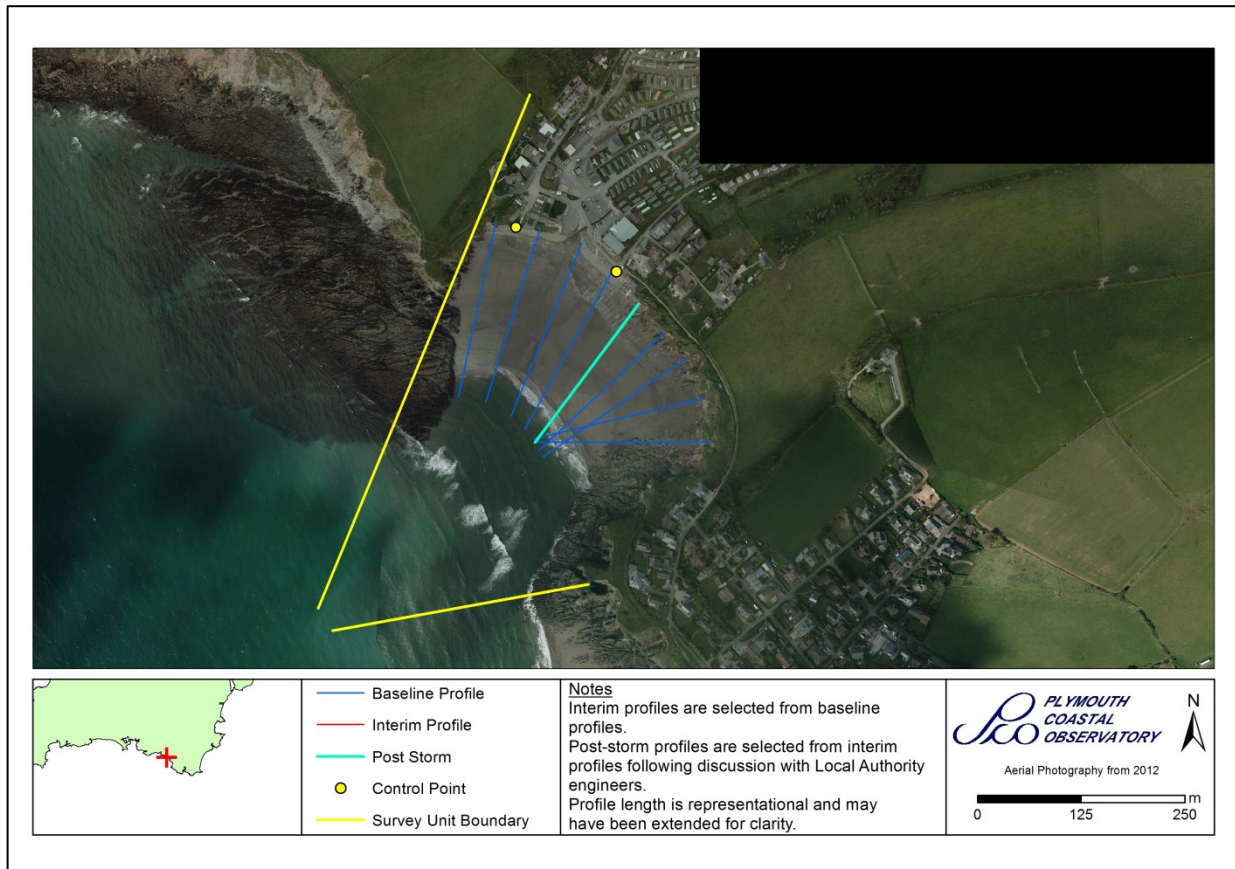 Baseline Profile
Interim Profile
Post Storm
Control Point
Survey Unit Boundary
Notes
Interim profiles are selected from baseline
profiles.
Post-storm profiles are selected from interim
profiles following discussion with Local Authority
engineers.
Profile length is representational and may
have been extended for clarity.
PLYMOUTH
COASTAL
OBSERVATORY
N
Aerial Photography from 2012
m
0 125 250